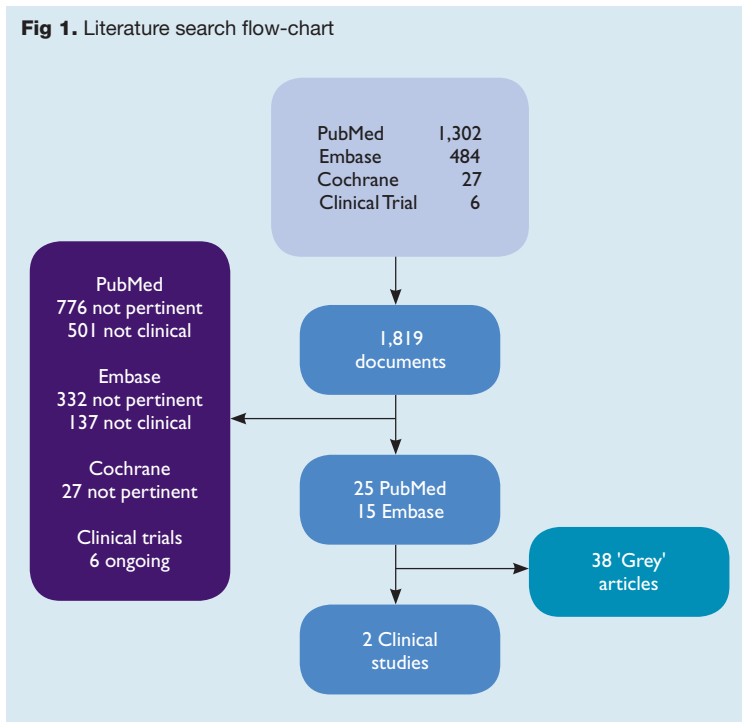 Fig 1. Literature search flow-chart
PubMed 1,302
Embase 484
Cochrane 27
Clinical Trial 6
1,819
documents
PubMed
776 not pertinent
501 not clinical
Embase
332 not pertinent
137 not clinical
Cochrane
27 not pertinent
Clinical trials
6 ongoing
25 PubMed
15 Embase
38 'Grey'
articles
2 Clinical
studies